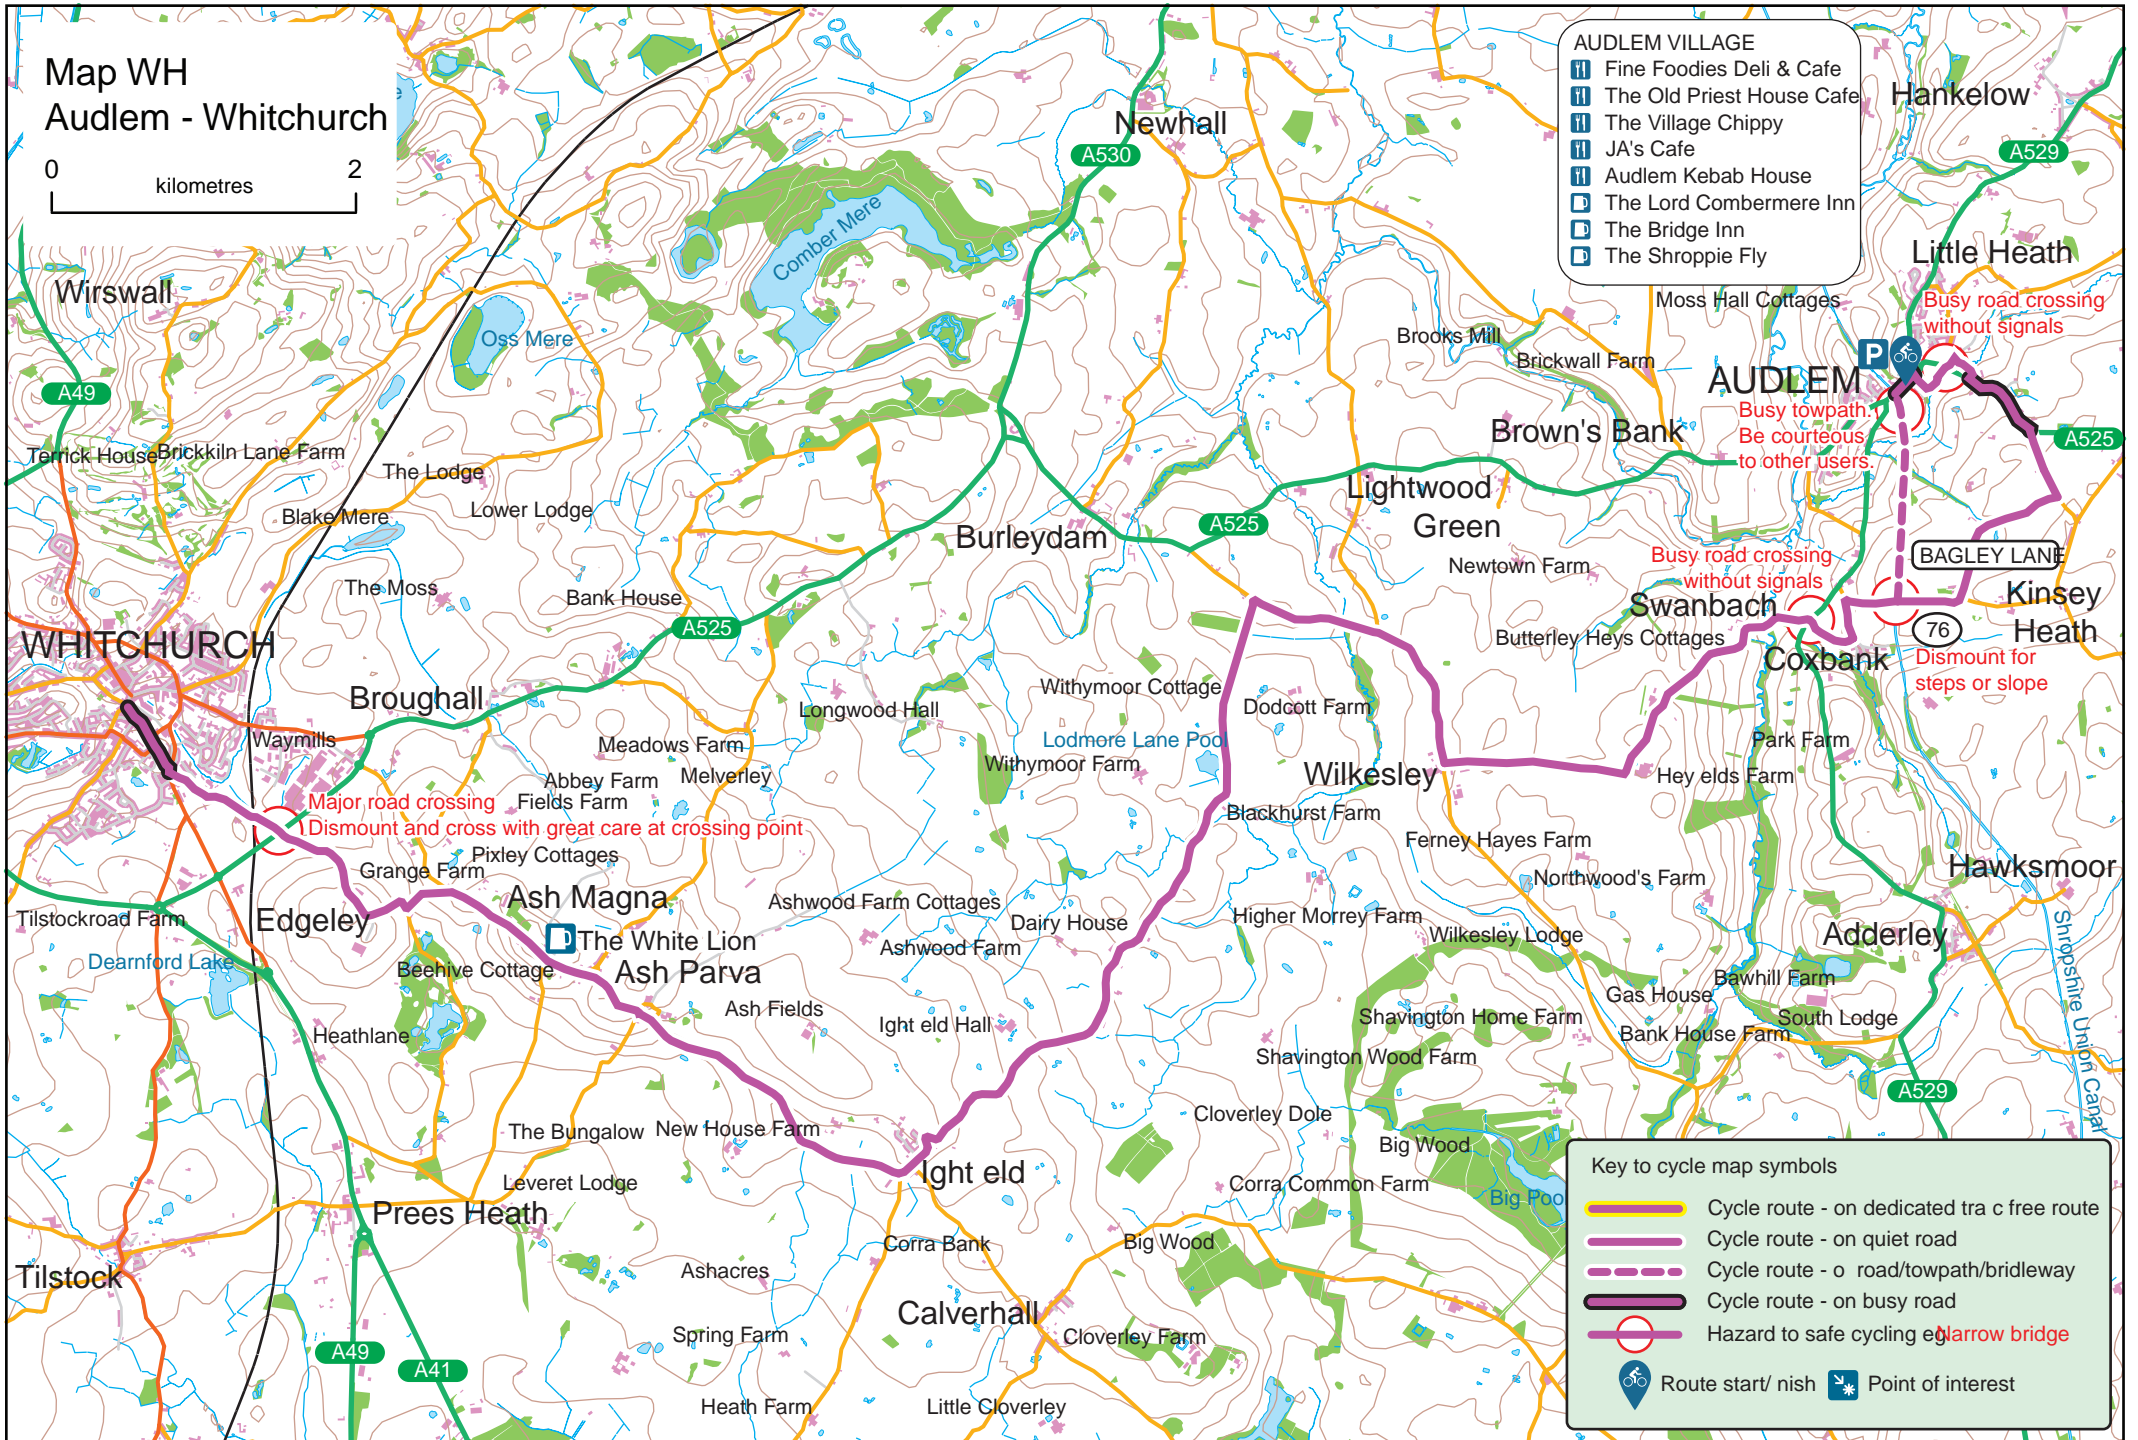 Map WH
Audlem - Whitchurch
0
2
kilometres
AUDLEM VILLAGE
Fine Foodies Deli & Cafe
The Old Priest House Cafe
The Village Chippy
JA's Cafe
Audlem Kebab House
The Lord Combermere Inn
The Bridge Inn
The Shroppie Fly
Hankelow
A529
Newhall
A530
Comber Mere
Little Heath
Wirswall
Oss Mere
Moss Hall Cottages
Busy road crossing
without signals
Brooks Mill
Brickwall Farm
P
AUDLEM
A49
Busy towpath.
Be courteous
to other users.
Brown's Bank
A525
Terrick House
Brickkiln Lane Farm
The Lodge
Lower Lodge
Blake Mere
Lightwood
Green
A525
Burleydam
BAGLEY LANE
Busy road crossing
without signals
Newtown Farm
The Moss
Bank House
A525
Swanbach
Kinsey
Heath
76
Butterley Heys Cottages
WHITCHURCH
Coxbank
Dismount for
steps or slope
Broughall
Withymoor Cottage
Longwood Hall
Dodcott Farm
Waymills
Meadows Farm
Lodmore Lane Pool
Park Farm
Withymoor Farm
Abbey Farm
Melverley
Wilkesley
Hey elds Farm
Major road crossing
Dismount and cross with great care at crossing point
Fields Farm
Blackhurst Farm
Ferney Hayes Farm
Pixley Cottages
Grange Farm
Hawksmoor
Northwood's Farm
Ash Magna
Ashwood Farm Cottages
Tilstockroad Farm
Edgeley
Dairy House
Higher Morrey Farm
The White Lion
Ashwood Farm
Wilkesley Lodge
Adderley
Dearnford Lake
Beehive Cottage
Ash Parva
Bawhill Farm
Gas House
Ash Fields
Ight eld Hall
Shavington Home Farm
South Lodge
Bank House Farm
Heathlane
Shavington Wood Farm
Shropshire Union Canal
A529
Cloverley Dole
The Bungalow
New House Farm
Big Wood
Ight eld
Leveret Lodge
Corra Common Farm
Big Poo
Prees Heath
Corra Bank
Big Wood
Tilstock
Ashacres
Calverhall
Spring Farm
Cloverley Farm
A49
A41
Heath Farm
Little Cloverley
Key to cycle map symbols
Cycle route - on dedicated tra c free route
Cycle route - on quiet road
Cycle route - o road/towpath/bridleway
Cycle route - on busy road
Hazard to safe cycling eg Narrow bridge
Route start/ nish
Point of interest